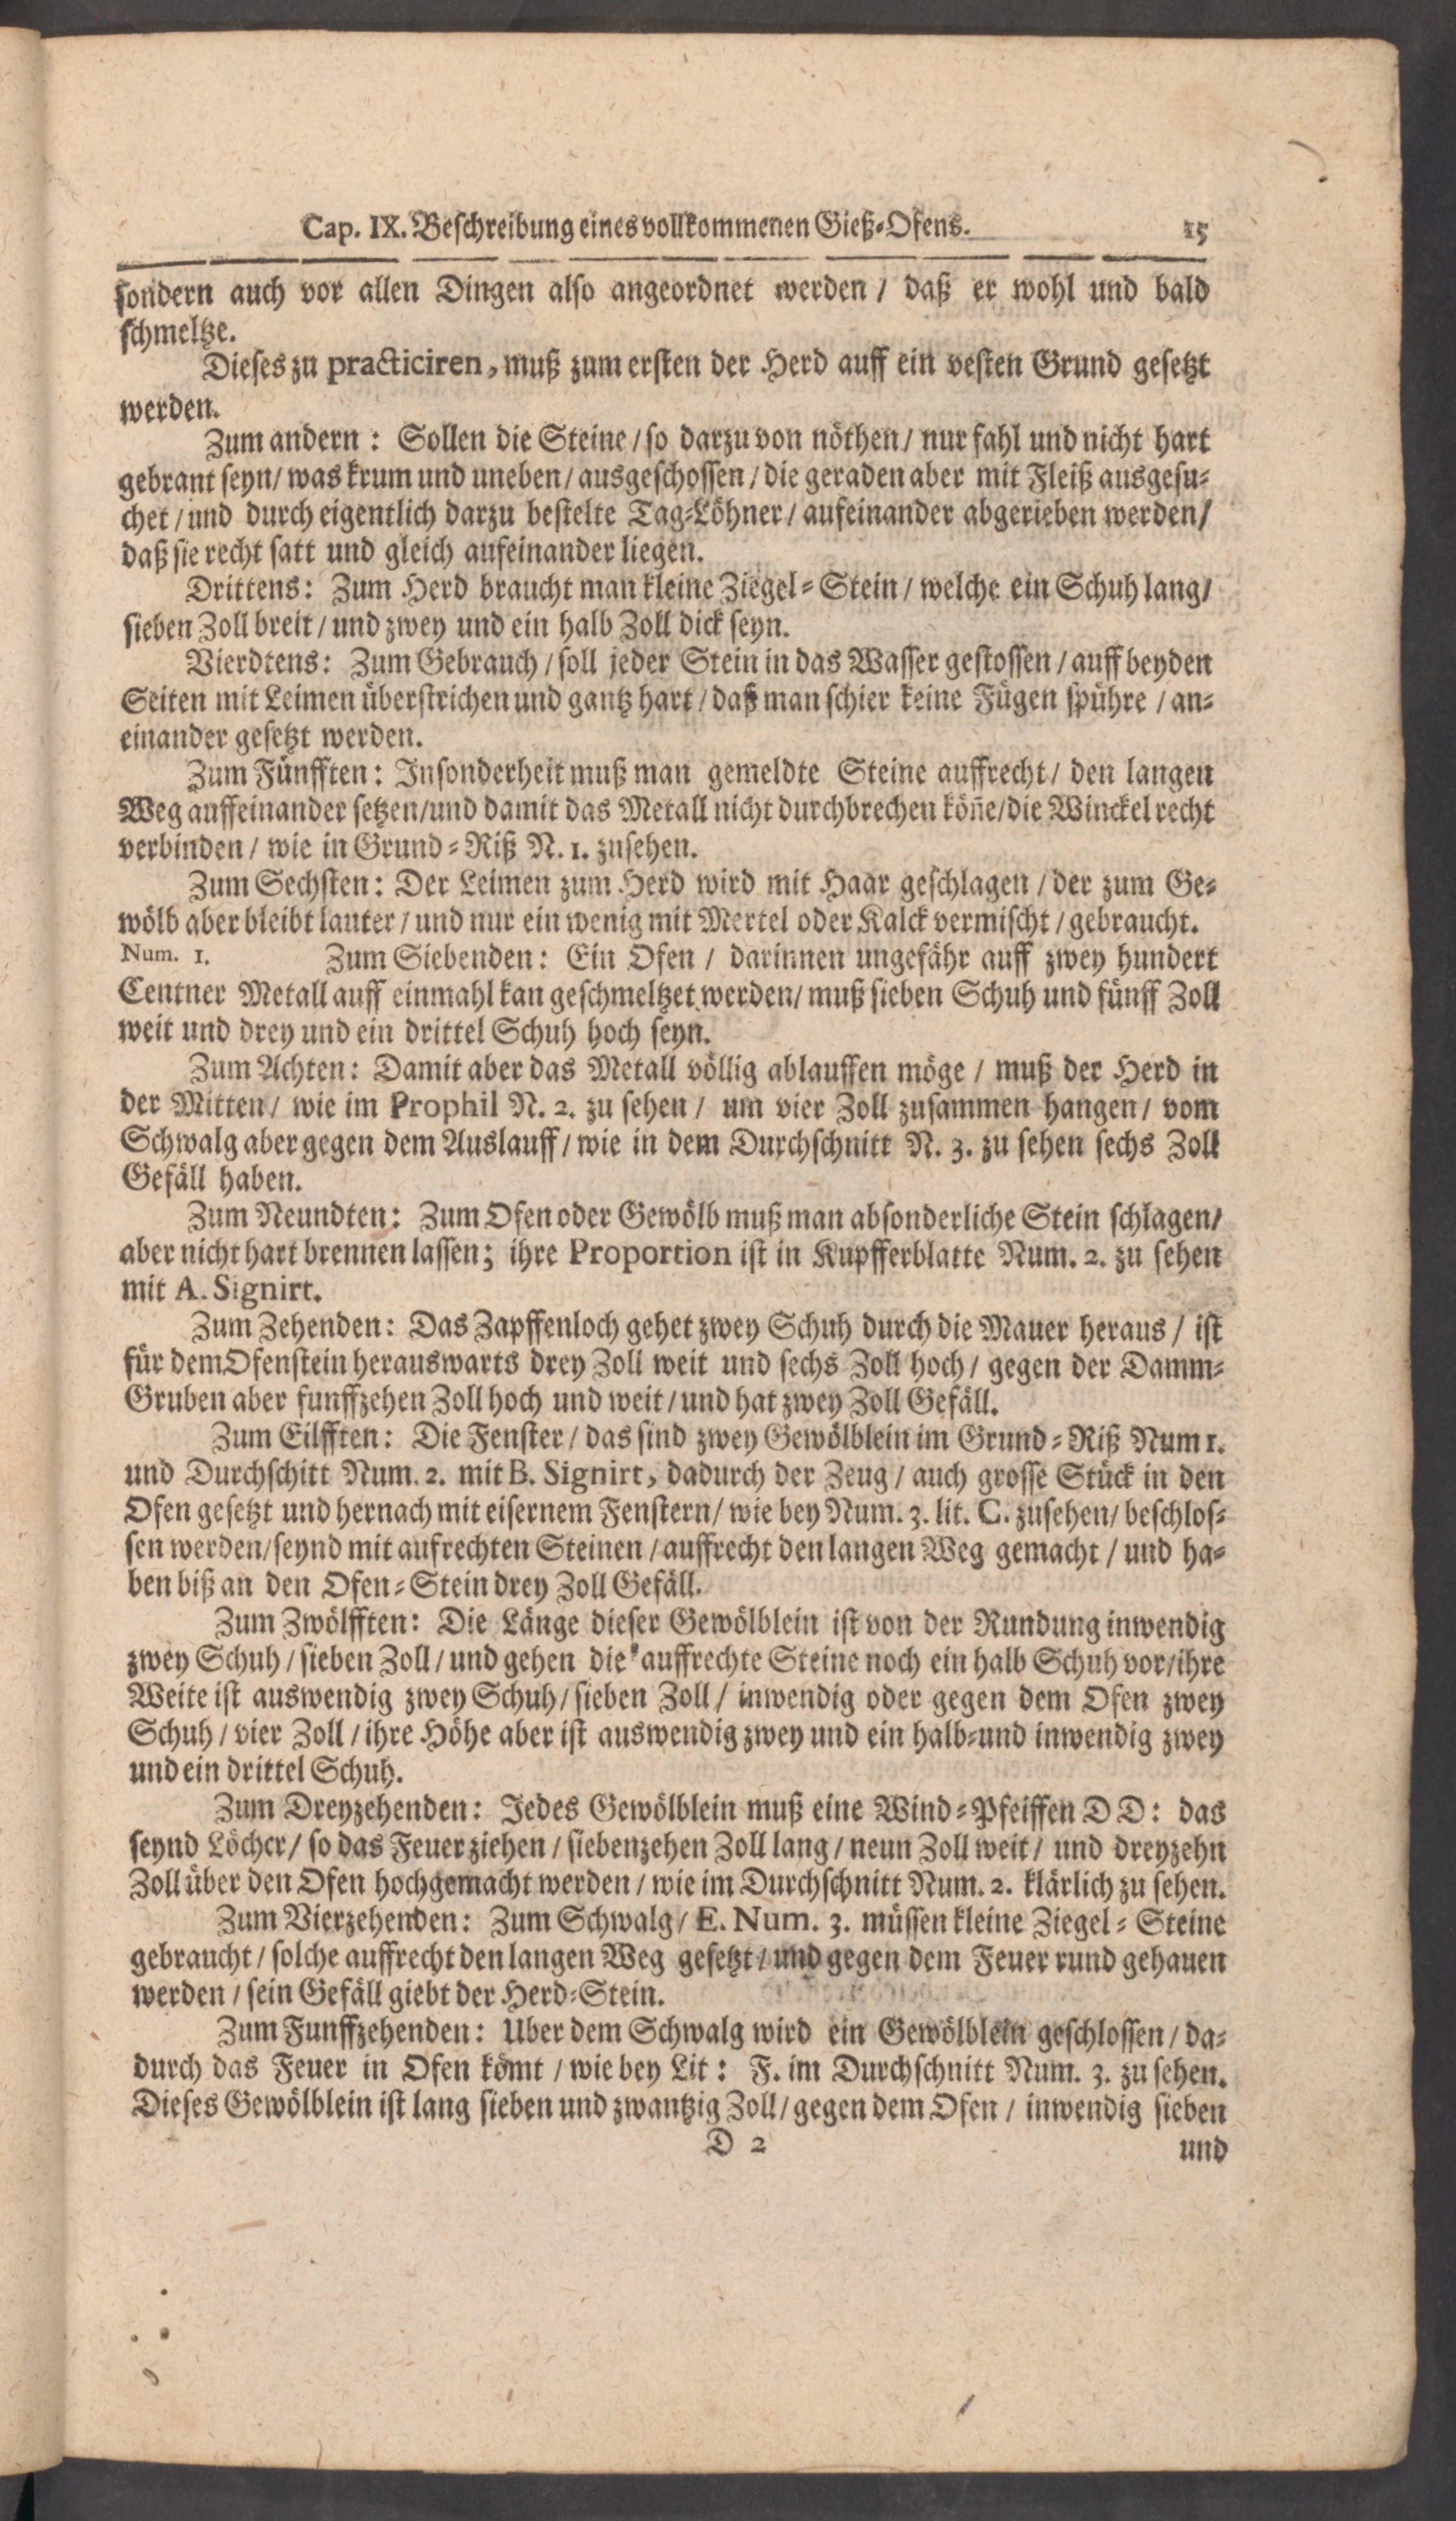 Cap. IX. Beschreibung eines vollkommenen Gieß-Ofens. 15
sondern auch vor allen Dingen also angeordnet werden / daß er wohl und bald
schmeltze.
Dieses zu practiciren, muß zum ersten der Herd auff ein vesten Grund gesetzt
werden.
Zum andern : Sollen die Steine / so darzu von nöthen / nur fahl und nicht hart
gebrant seyn / was krum und uneben / ausgeschossen / die geraden aber mit Fleiß ausgesu-
chet / und durch eigentlich darzu bestelte Tag-Löhner / aufeinander abgerieben werden /
daß sie recht satt und gleich aufeinander liegen.
Drittens: Zum Herd braucht man kleine Ziegel-Stein / welche ein Schuh lang /
sieben Zoll breit / und zwey und ein halb Zoll dick seyn.
Vierdtens: Zum Gebrauch / soll jeder Stein in das Wasser gestossen / auff beyden
Seiten mit Leimen überstrichen und gantz hart / daß man schier keine Fügen spühre / an-
einander gesetzt werden.
Zum Fünfften: Insonderheit muß man gemeldte Steine auffrecht / den langen
Weg auffeinander setzen / und damit das Metall nicht durchbrechen köñe / die Winckel recht
verbinden / wie in Grund-Riß N. 1. zusehen.
Zum Sechsten: Der Leimen zum Herd wird mit Haar geschlagen / der zum Ge-
wölb aber bleibt lauter / und nur ein wenig mit Mertel oder Kalck vermischt / gebraucht.
Num. 1. Zum Siebenden: Ein Ofen / darinnen ungefähr auff zwey hundert
Centner Metall auff einmahl kan geschmeltzet werden / muß sieben Schuh und fünff Zoll
weit und drey und ein drittel Schuh hoch seyn.
Zum Achten: Damit aber das Metall völlig ablauffen möge / muß der Herd in
der Mitten / wie im Prophil N. 2. zu sehen / um vier Zoll zusammen hangen / vom
Schwalg aber gegen dem Auslauff / wie in dem Durchschnitt N. 3. zu sehen sechs Zoll
Gefäll haben.
Zum Neundten: Zum Ofen oder Gewölb muß man absonderliche Stein schlagen /
aber nicht hart brennen lassen; ihre Proportion ist in Kupfferblatte Num. 2. zu sehen
mit A. Signirt.
Zum Zehenden: Das Zapffenloch gehet zwey Schuh durch die Mauer heraus / ist
für dem Ofenstein herauswarts drey Zoll weit und sechs Zoll hoch / gegen der Damm-
Gruben aber funffzehen Zoll hoch und weit / und hat zwey Zoll Gefäll.
Zum Eilfften: Die Fenster / das sind zwey Gewölblein im Grund-Riß Num 1.
und Durchschitt Num. 2. mit B. Signirt, dadurch der Zeug / auch grosse Stück in den
Ofen gesetzt und hernach mit eisernem Fenstern / wie bey Num. 3. lit. C. zusehen / beschlos-
sen werden / seynd mit aufrechten Steinen / auffrecht den langen Weg gemacht / und ha-
ben biß an den Ofen-Stein drey Zoll Gefäll.
Zum Zwölfften: Die Länge dieser Gewölblein ist von der Rundung inwendig
zwey Schuh / sieben Zoll / und gehen die auffrechte Steine noch ein halb Schuh vor / ihre
Weite ist auswendig zwey Schuh / sieben Zoll / inwendig oder gegen dem Ofen zwey
Schuh / vier Zoll / ihre Höhe aber ist auswendig zwey und ein halb-und inwendig zwey
und ein drittel Schuh.
Zum Dreyzehenden: Jedes Gewölblein muß eine Wind-Pfeiffen D D: das
seynd Löcher / so das Feuer ziehen / siebenzehen Zoll lang / neun Zoll weit / und dreyzehn
Zoll über den Ofen hochgemacht werden / wie im Durchschnitt Num. 2. klärlich zu sehen.
Zum Vierzehenden: Zum Schwalg / E. Num. 3. müssen kleine Ziegel-Steine
gebraucht / solche auffrecht den langen Weg gesetzt / und gegen dem Feuer rund gehauen
werden / sein Gefäll giebt der Herd-Stein.
Zum Funffzehenden: Uber dem Schwalg wird ein Gewölblein geschlossen / da-
durch das Feuer in Ofen kömt / wie bey Lit: F. im Durchschnitt Num. 3. zu sehen.
Dieses Gewölblein ist lang sieben und zwantzig Zoll / gegen dem Ofen / inwendig sieben
D 2 und